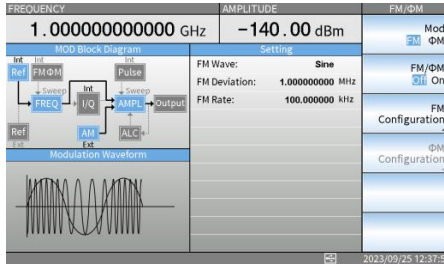 FREQUENCY
AMPLITUDE
FM/ΦM
1.000000000000 GHz
−140.00 dBm
Mod
FM ΦM
MOD Block Diagram
Setting
Int
Int
Int
Ref
FMΦM
Pulse
Sweep
Int
Sweep
FREQ
I/Q
AMPL
Output
Ref
AM
ALC
Ext
Ext
FM Wave: Sine
FM Deviation: 1.000000000 MHz
FM Rate: 100.000000 kHz
FM/ΦM
Off On
FM
Configuration
ΦM
Configuration
Modulation Waveform
2023/09/25 12:37:5